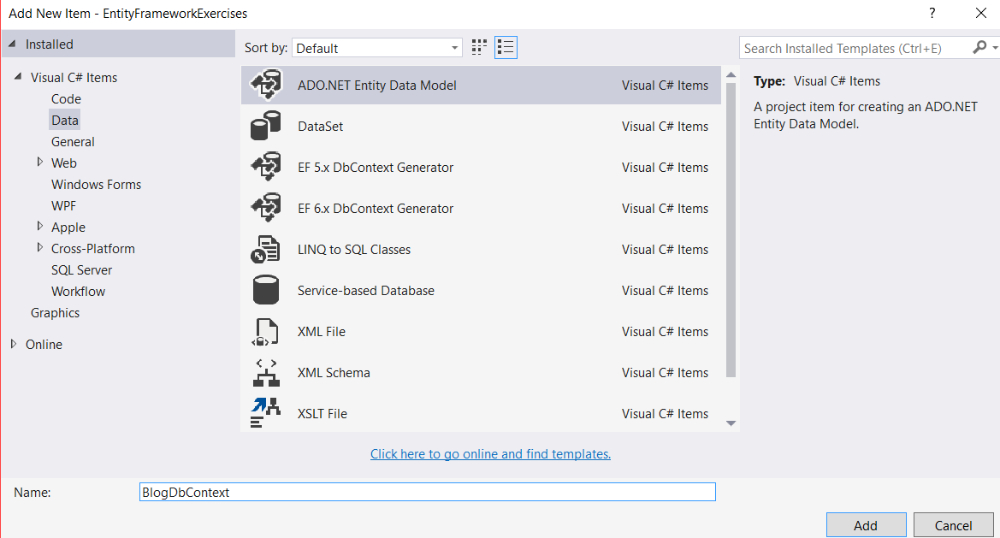 Add New Item - EntityFrameworkExercises
?
Installed
Sort by: Default
Search Installed Templates (Ctrl+E)
Visual C# Items
Code
Data
General
Web
Windows Forms
WPF
Apple
Cross-Platform
SQL Server
Workflow
Graphics
Online
ADO.NET Entity Data Model Visual C# Items
DataSet Visual C# Items
EF 5.x DbContext Generator Visual C# Items
EF 6.x DbContext Generator Visual C# Items
LINQ to SQL Classes Visual C# Items
Service-based Database Visual C# Items
XML File Visual C# Items
XML Schema Visual C# Items
XSLT File Visual C# Items
Type: Visual C# Items
A project item for creating an ADO.NET
Entity Data Model.
Click here to go online and find templates.
Name: BlogDbContext
Add Cancel